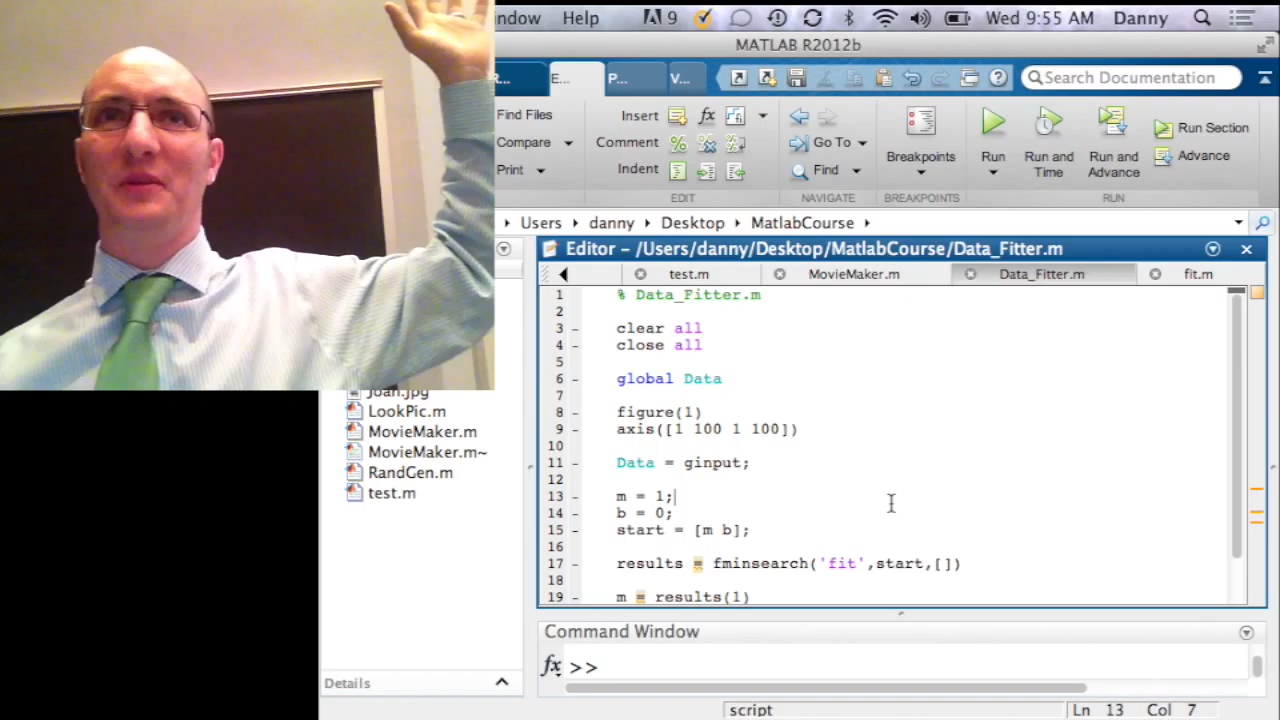 ndow Help 9 Wed 9:55 AM Danny
MATLAB R2012b
R... E... P... V... Search Documentation
Find Files
Compare
Print
Insert fx
Comment
Indent
EDIT
Go To
Find
NAVIGATE
Breakpoints
BREAKPOINTS
Run
Run and Time
Run and Advance
Run Section
Advance
RUN
Users danny Desktop MatlabCourse
Editor – /Users/danny/Desktop/MatlabCourse/Data_Fitter.m
test.m MovieMaker.m Data_Fitter.m fit.m
1 % Data_Fitter.m
2
3 – clear all
4 – close all
5
6 – global Data
7
8 – figure(1)
9 – axis([1 100 1 100])
10
11 – Data = ginput;
12
13 – m = 1;
14 – b = 0;
15 – start = [m b];
16
17 – results = fminsearch('fit',start,[])
18
19 – m = results(1)
Joan.jpg
LookPic.m
MovieMaker.m
MovieMaker.m~
RandGen.m
test.m
Details
Command Window
fx >>
script Ln 13 Col 7